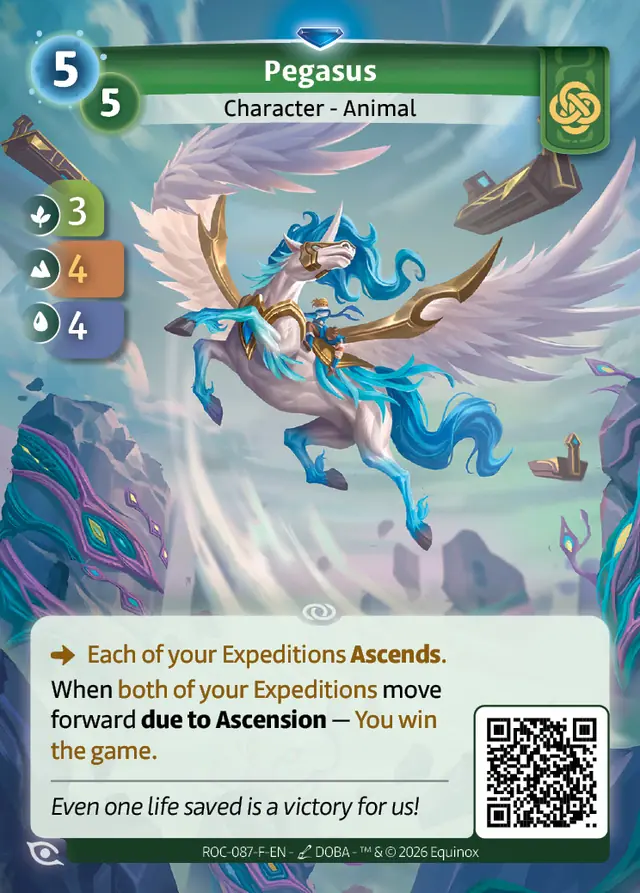 5
Pegasus
5
Character - Animal
3
4
4
Each of your Expeditions Ascends.
When both of your Expeditions move
forward due to Ascension — You win
the game.
Even one life saved is a victory for us!
ROC-087-F-EN - DOBA - ™ & © 2026 Equinox